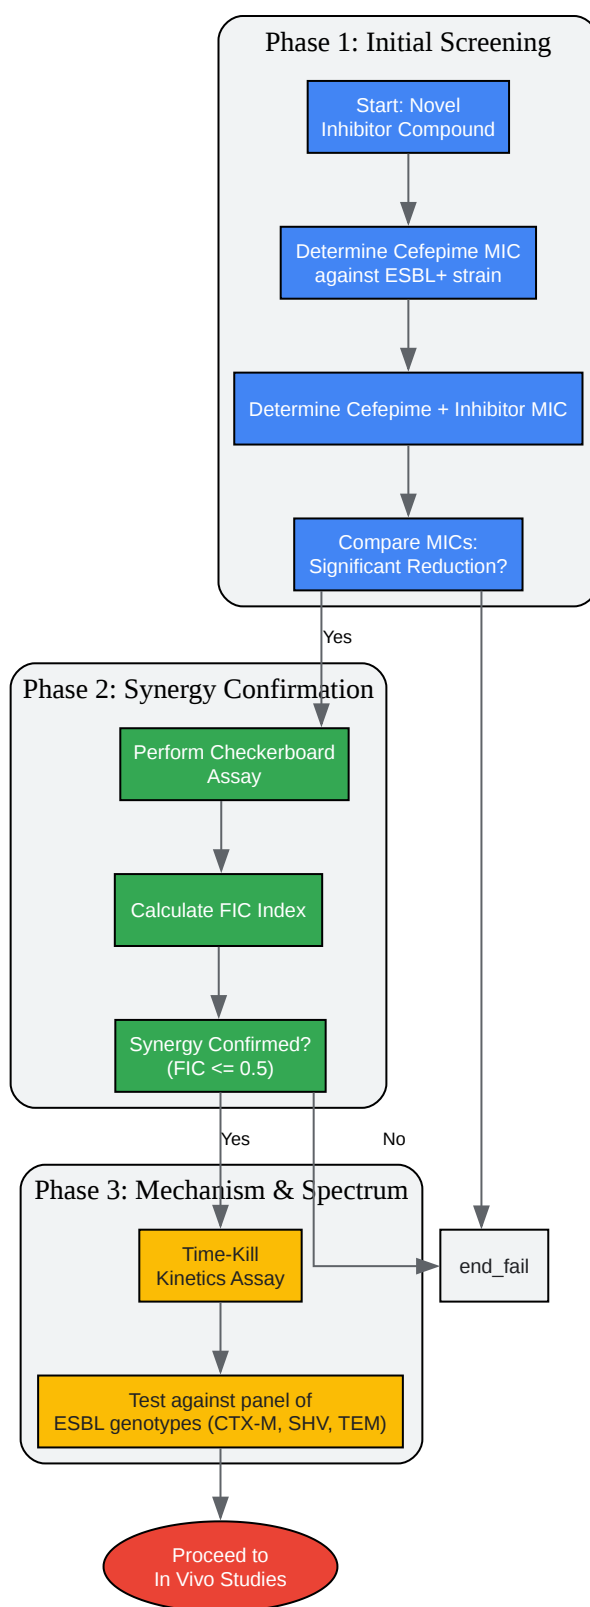 Phase 1: Initial Screening
Start: Novel
Inhibitor Compound
Determine Cefepime MIC
against ESBL+ strain
Determine Cefepime + Inhibitor MIC
Compare MICs:
Significant Reduction?
Yes
Phase 2: Synergy Confirmation
Perform Checkerboard
Assay
Calculate FIC Index
Synergy Confirmed?
(FIC <= 0.5)
Yes
No
Phase 3: Mechanism & Spectrum
Time-Kill
Kinetics Assay
end_fail
Test against panel of
ESBL genotypes (CTX-M, SHV, TEM)
Proceed to
In Vivo Studies